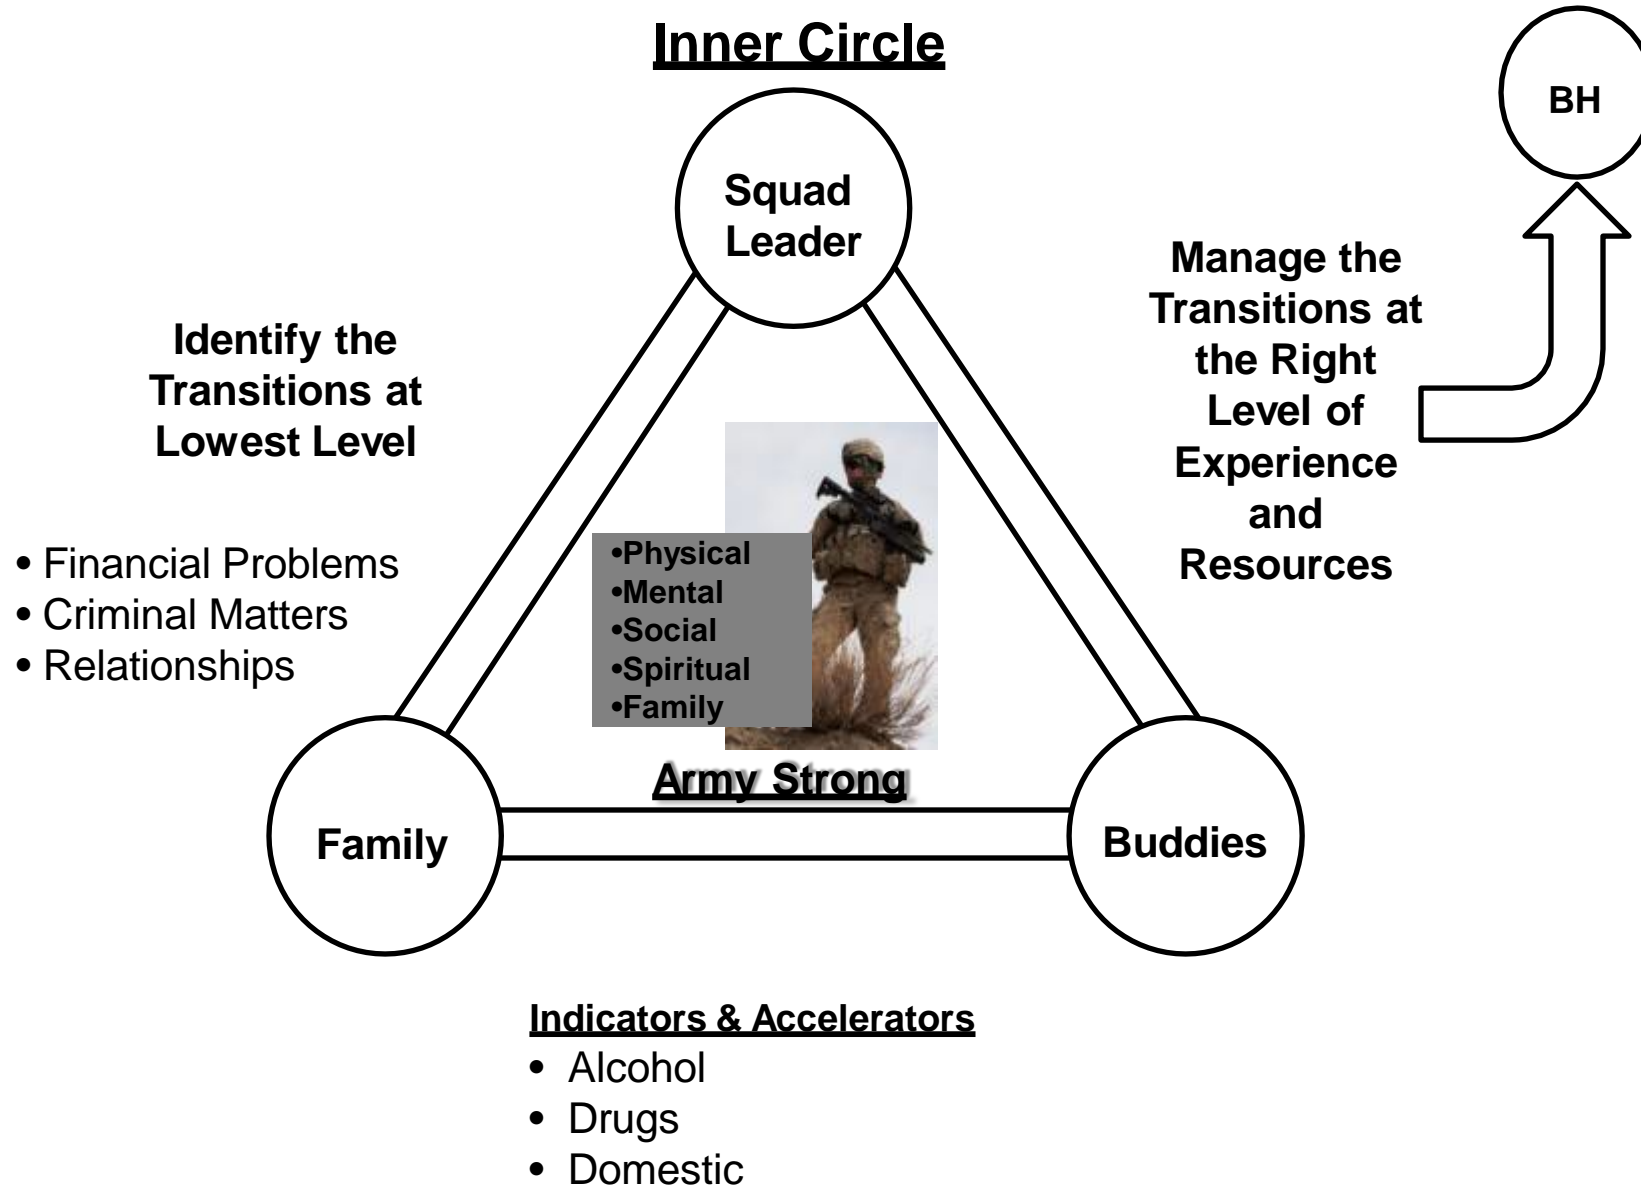 Inner Circle
BH
Squad
Leader
Identify the
Transitions at
Lowest Level
• Financial Problems
• Criminal Matters
• Relationships
Manage the
Transitions at
the Right
Level of
Experience
and
Resources
•Physical
•Mental
•Social
•Spiritual
•Family
Army Strong
Family
Buddies
Indicators & Accelerators
• Alcohol
• Drugs
• Domestic